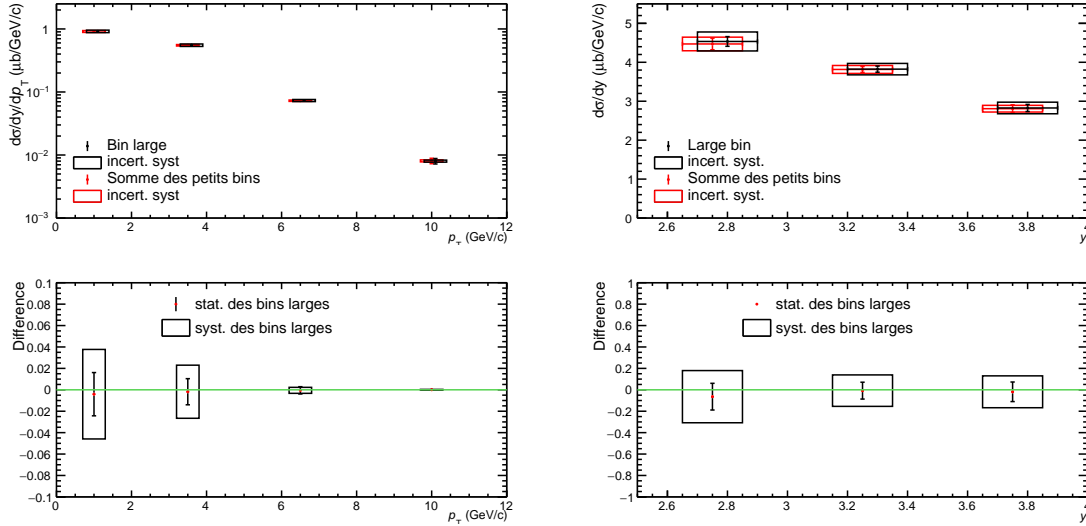 dσ/dy/dp_T (μb/GeV/c)
1
10⁻¹
10⁻²
10⁻³
Bin large
incert. syst
Somme des petits bins
incert. syst
0 2 4 6 8 10 12
p_T (GeV/c)
dσ/dy (μb/GeV/c)
5
4
3
2
1
0
Large bin
incert. syst.
Somme des petits bins
incert. syst.
2.6 2.8 3 3.2 3.4 3.6 3.8 4
y
Difference
0.1
0.08
0.06
0.04
0.02
0
−0.02
−0.04
−0.06
−0.08
−0.1
stat. des bins larges
syst. des bins larges
0 2 4 6 8 10 12
p_T (GeV/c)
Difference
1
0.8
0.6
0.4
0.2
0
−0.2
−0.4
−0.6
−0.8
−1
stat. des bins larges
syst. des bins larges
2.6 2.8 3 3.2 3.4 3.6 3.8 4
y